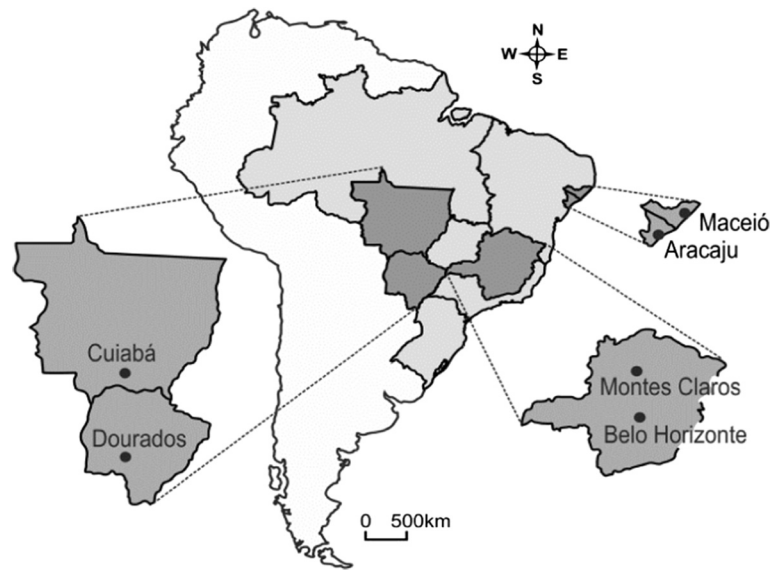 N
W E
S
Maceió
Aracaju
Cuiabá
Dourados
Montes Claros
Belo Horizonte
0 500km